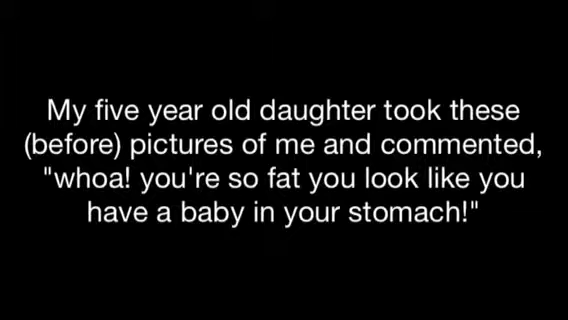 My five year old daughter took these
(before) pictures of me and commented,
"whoa! you're so fat you look like you
have a baby in your stomach!"